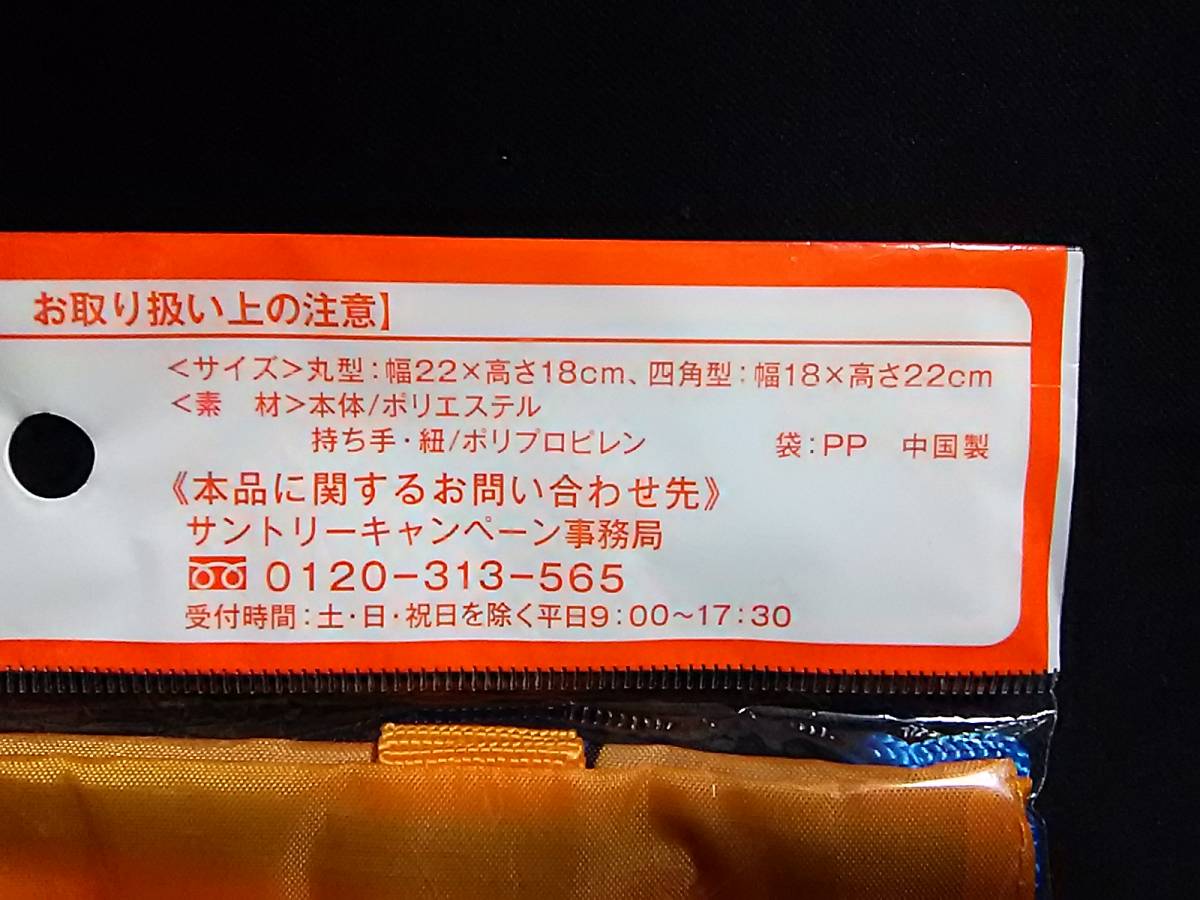 お取り扱い上の注意】
＜サイズ＞丸型：幅22×高さ18cm、四角型：幅18×高さ22cm
＜素　材＞本体/ポリエステル
持ち手・紐/ポリプロピレン　袋：PP　中国製
《本品に関するお問い合わせ先》
サントリーキャンペーン事務局
0120-313-565
受付時間：土・日・祝日を除く平日9：00～17：30